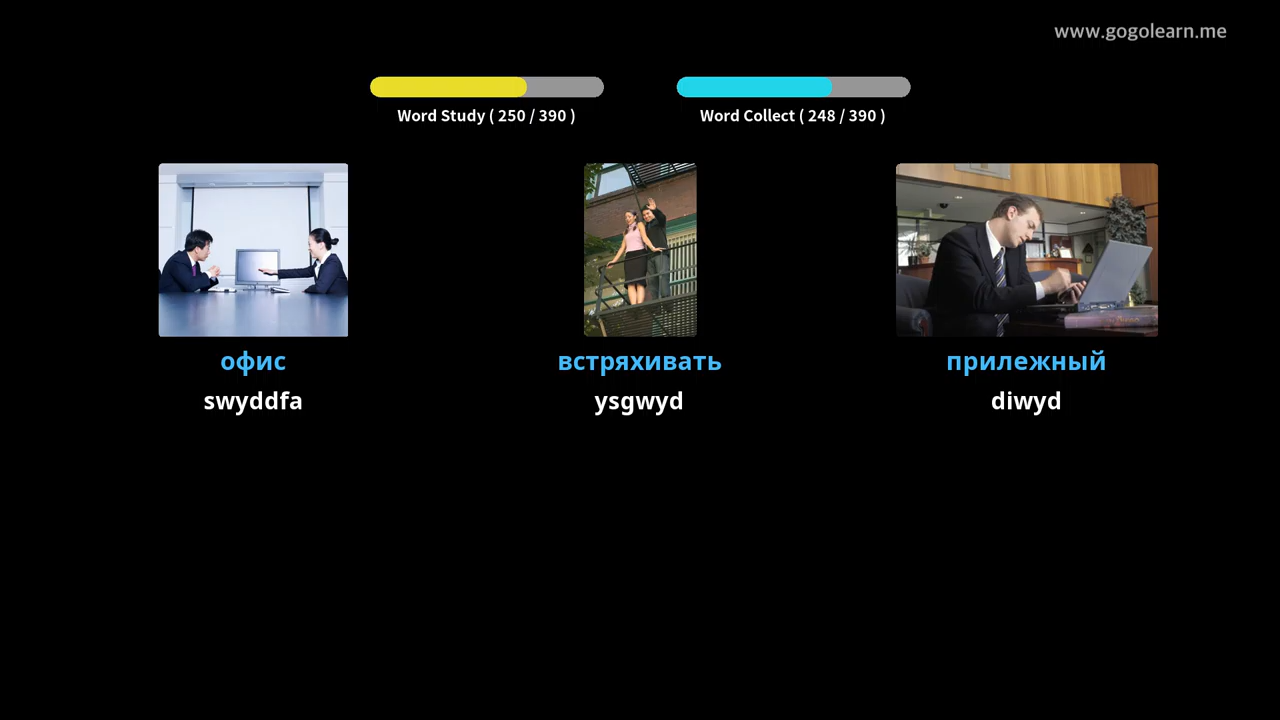 www.gogolearn.me
Word Study ( 250 / 390 )
Word Collect ( 248 / 390 )
офис
встряхивать
прилежный
swyddfa
ysgwyd
diwyd